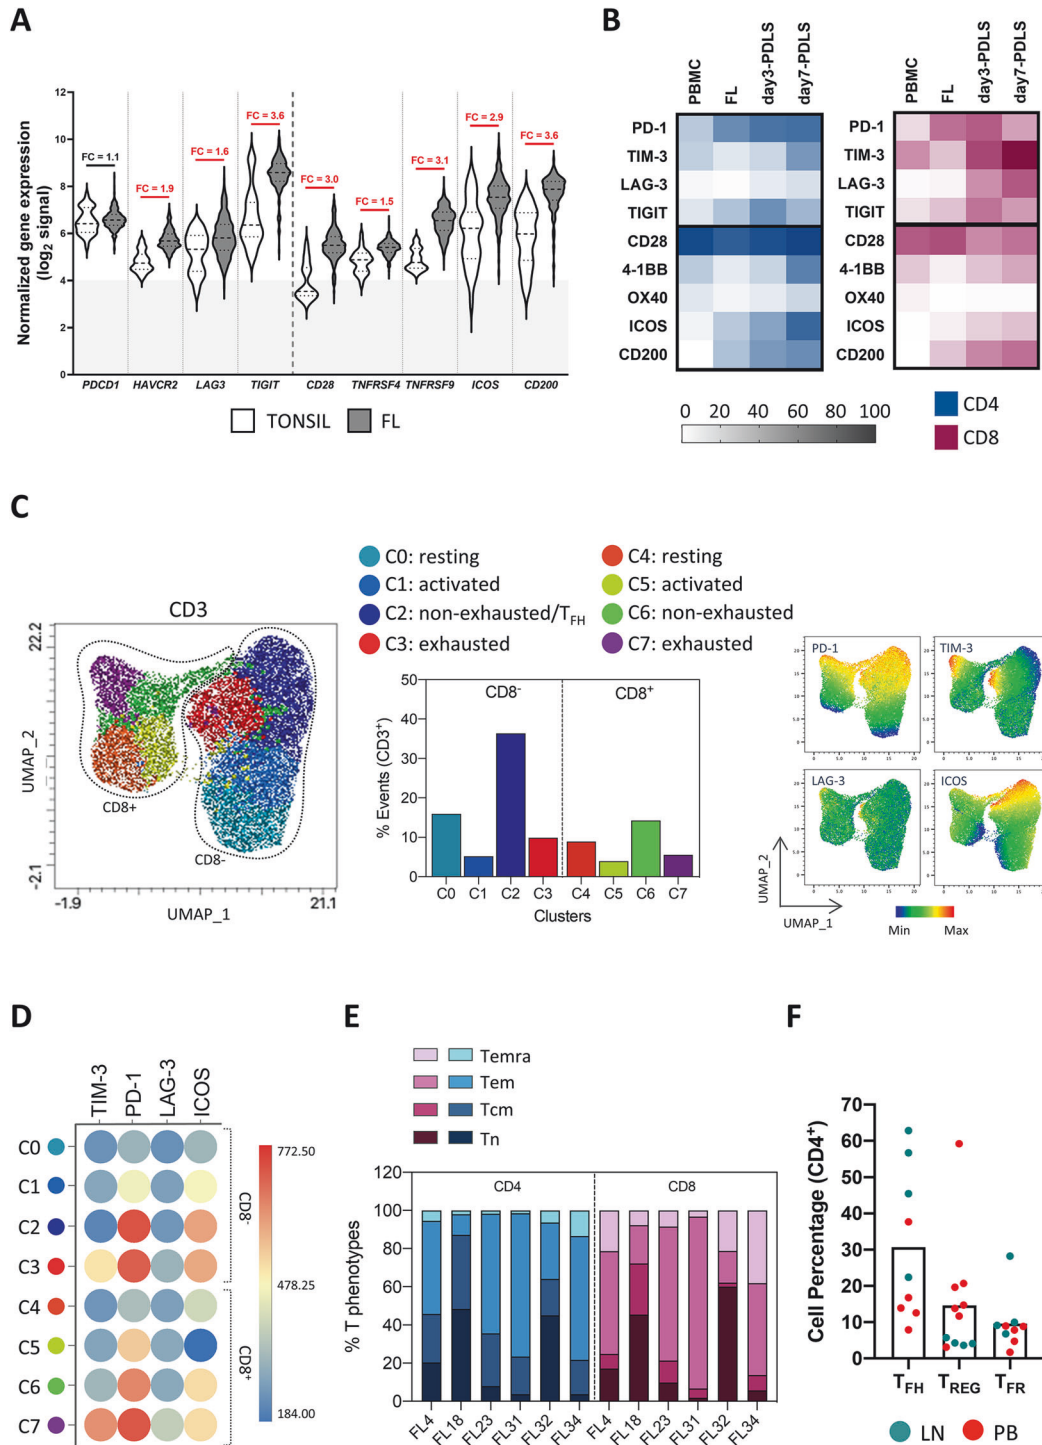 A
Normalized gene expression
(log2 signal)
12
10
8
6
4
2
0
FC = 1.1
FC = 1.9
FC = 1.6
FC = 3.6
FC = 3.0
FC = 1.5
FC = 3.1
FC = 2.9
FC = 3.6
PDCD1 HAVCR2 LAG3 TIGIT CD28 TNFRSF4 TNFRSF9 ICOS CD200
TONSIL FL
B
PBMC FL day3-PDLS day7-PDLS
PBMC FL day3-PDLS day7-PDLS
PD-1 PD-1
TIM-3 TIM-3
LAG-3 LAG-3
TIGIT TIGIT
CD28 CD28
4-1BB 4-1BB
OX40 OX40
ICOS ICOS
CD200 CD200
0 20 40 60 80 100
CD4
CD8
C
C0: resting C4: resting
C1: activated C5: activated
C2: non-exhausted/TFH C6: non-exhausted
C3: exhausted C7: exhausted
CD3
22.2
UMAP_2
-2.1
CD8+
CD8-
-1.9 UMAP_1 21.1
% Events (CD3+)
50
40
30
20
10
0
CD8- CD8+
C0 C1 C2 C3 C4 C5 C6 C7
Clusters
PD-1 TIM-3
LAG-3 ICOS
UMAP_2
UMAP_1
Min Max
D
TIM-3 PD-1 LAG-3 ICOS
C0
C1
C2
C3
C4
C5
C6
C7
CD8-
CD8+
772.50
478.25
184.00
E
Temra
Tem
Tcm
Tn
% T phenotypes
120
100
80
60
40
20
0
CD4 CD8
FL4 FL18 FL23 FL31 FL32 FL34 FL4 FL18 FL23 FL31 FL32 FL34
F
Cell Percentage (CD4+)
70
60
50
40
30
20
10
0
TFH TREG TFR
LN PB